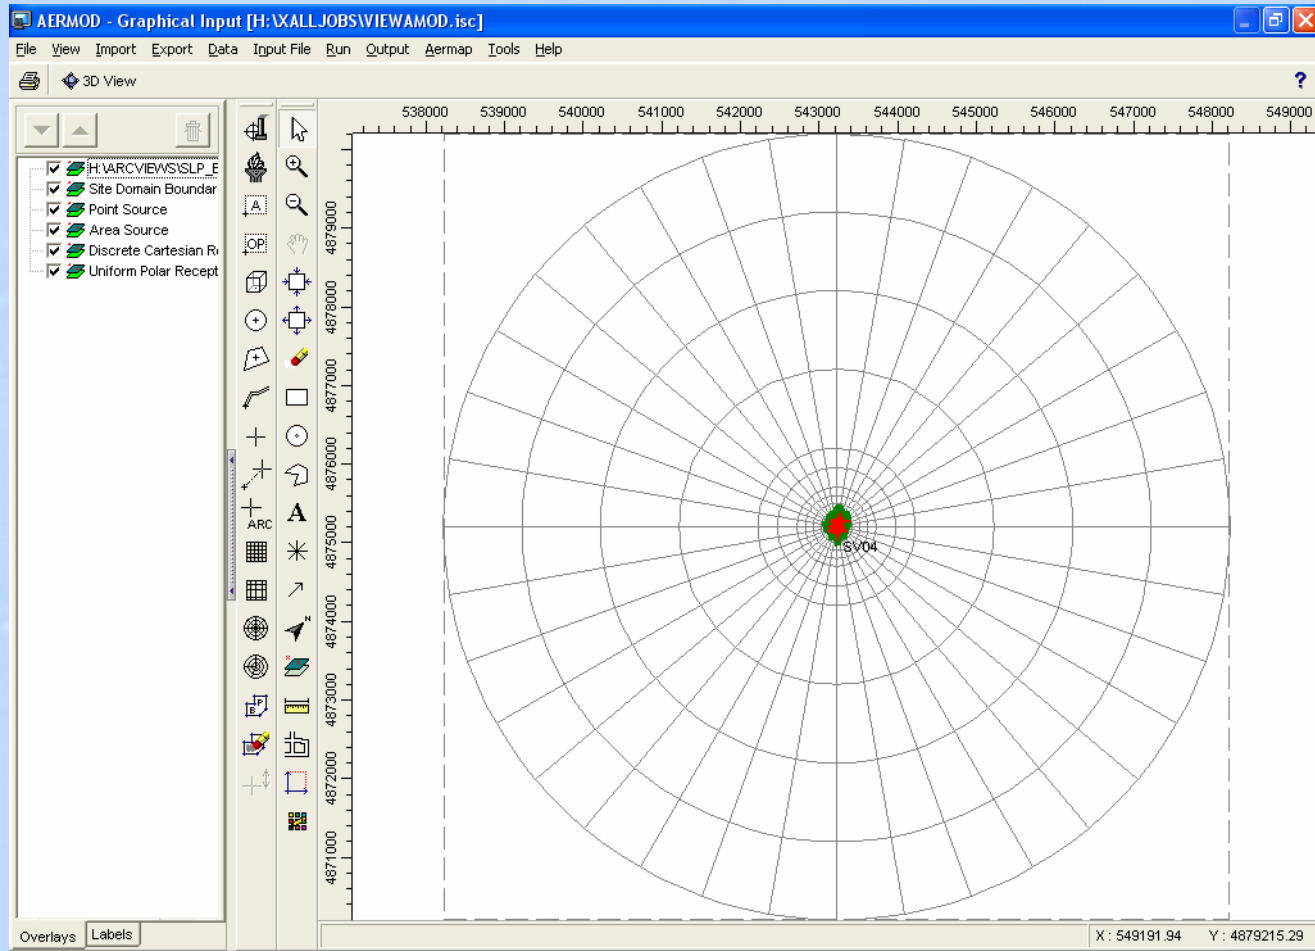 AERMOD - Graphical Input [H:\XALLJOBS\VIEWAMOD.isc]
File View Import Export Data Input File Run Output Aermap Tools Help
3D View ?
538000 539000 540000 541000 542000 543000 544000 545000 546000 547000 548000 549000
H:\ARCVIEWS\SLP_E
Site Domain Boundar
Point Source
Area Source
Discrete Cartesian R
Uniform Polar Recept
A
OP
ARC
A
N
P
B
4879000
4878000
4877000
4876000
4875000
4874000
4873000
4872000
4871000
SV04
Overlays Labels
X : 549191.94 Y : 4879215.29